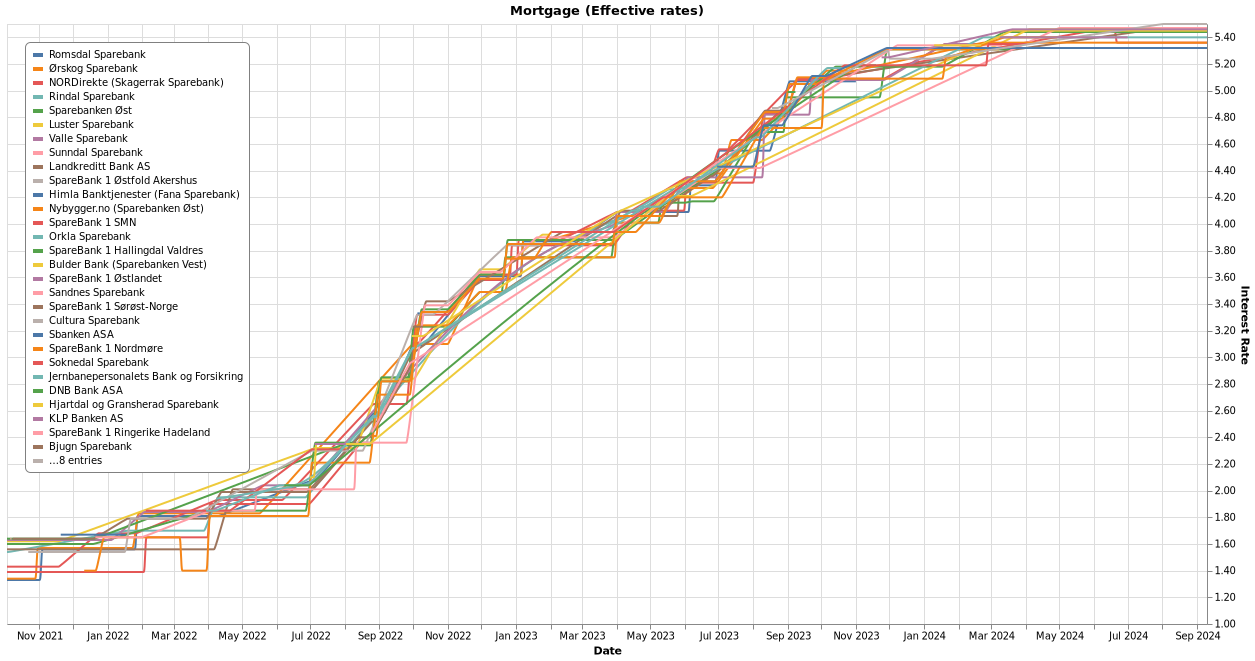 Mortgage (Effective rates)
Romsdal Sparebank
Ørskog Sparebank
NORDirekte (Skagerrak Sparebank)
Rindal Sparebank
Sparebanken Øst
Luster Sparebank
Valle Sparebank
Sunndal Sparebank
Landkreditt Bank AS
SpareBank 1 Østfold Akershus
Himla Banktjenester (Fana Sparebank)
Nybygger.no (Sparebanken Øst)
SpareBank 1 SMN
Orkla Sparebank
SpareBank 1 Hallingdal Valdres
Bulder Bank (Sparebanken Vest)
SpareBank 1 Østlandet
Sandnes Sparebank
SpareBank 1 Sørøst-Norge
Cultura Sparebank
Sbanken ASA
SpareBank 1 Nordmøre
Soknedal Sparebank
Jernbanepersonalets Bank og Forsikring
DNB Bank ASA
Hjartdal og Gransherad Sparebank
KLP Banken AS
SpareBank 1 Ringerike Hadeland
Bjugn Sparebank
...8 entries
5.40
5.20
5.00
4.80
4.60
4.40
4.20
4.00
3.80
3.60
3.40
3.20
3.00
2.80
2.60
2.40
2.20
2.00
1.80
1.60
1.40
1.20
1.00
Interest Rate
Nov 2021 Jan 2022 Mar 2022 May 2022 Jul 2022 Sep 2022 Nov 2022 Jan 2023 Mar 2023 May 2023 Jul 2023 Sep 2023 Nov 2023 Jan 2024 Mar 2024 May 2024 Jul 2024 Sep 2024
Date